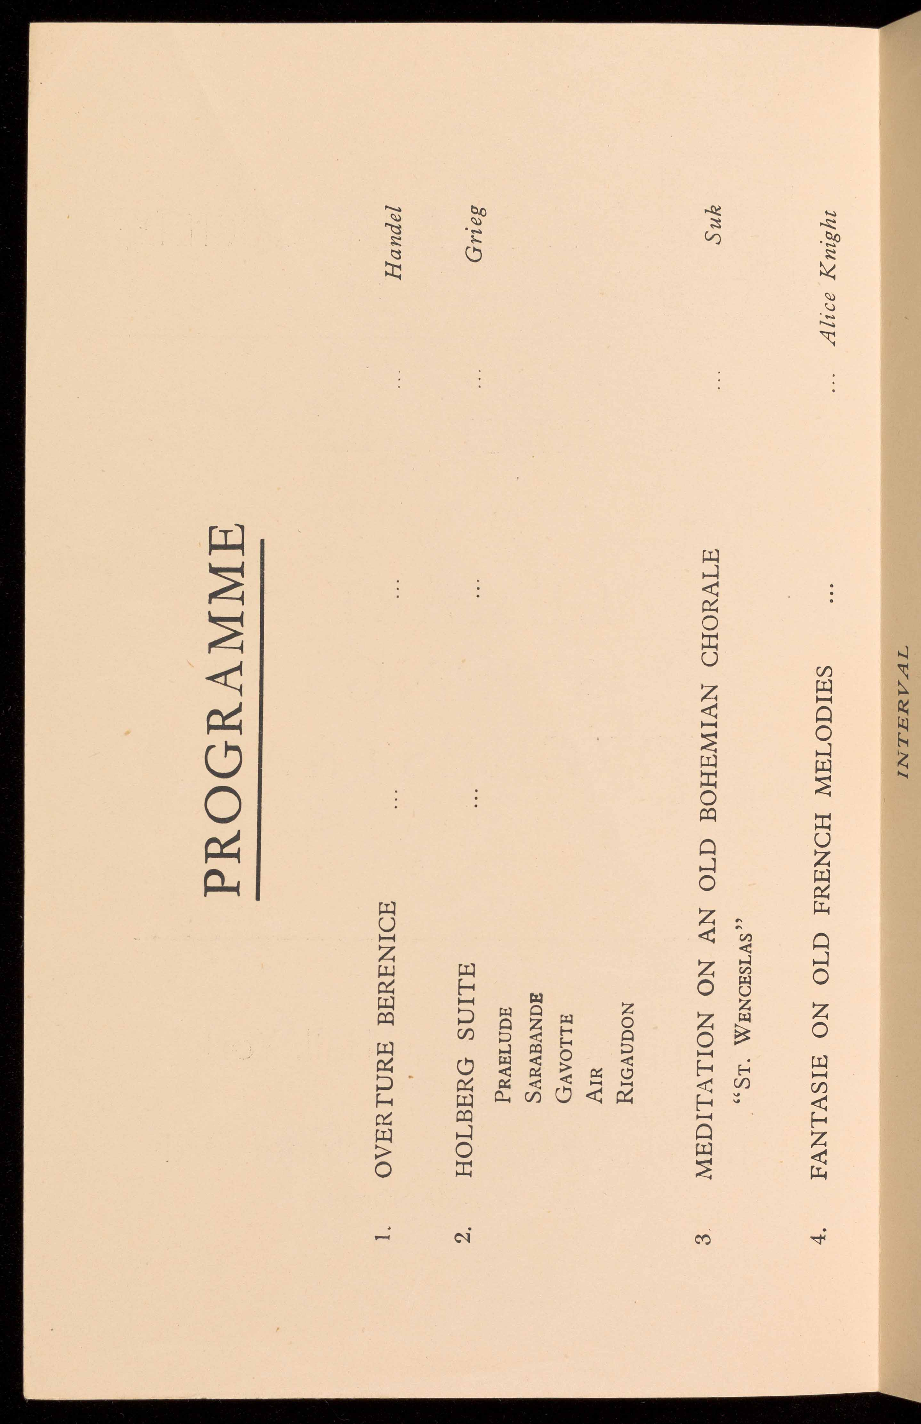 PROGRAMME
1. OVERTURE BERENICE ... ... ... Handel
2. HOLBERG SUITE ... ... ... Grieg
PRAELUDE
SARABANDE
GAVOTTE
AIR
RIGAUDON
3. MEDITATION ON AN OLD BOHEMIAN CHORALE ... Suk
“ST. WENCESLAS”
4. FANTASIE ON OLD FRENCH MELODIES ... ... Alice Knight
INTERVAL